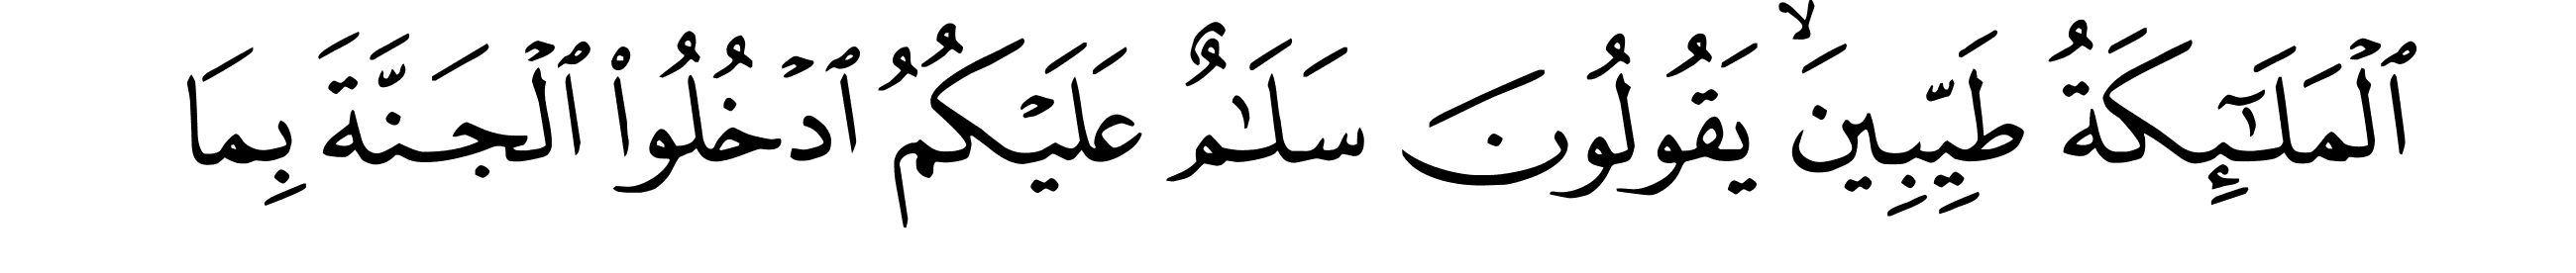 ٱلۡمَلَـٰٓئِكَةُ طَيِّبِينَۙ يَقُولُونَ سَلَـٰمٌ عَلَيۡكُمُ ٱدۡخُلُواْ ٱلۡجَنَّةَ بِمَا